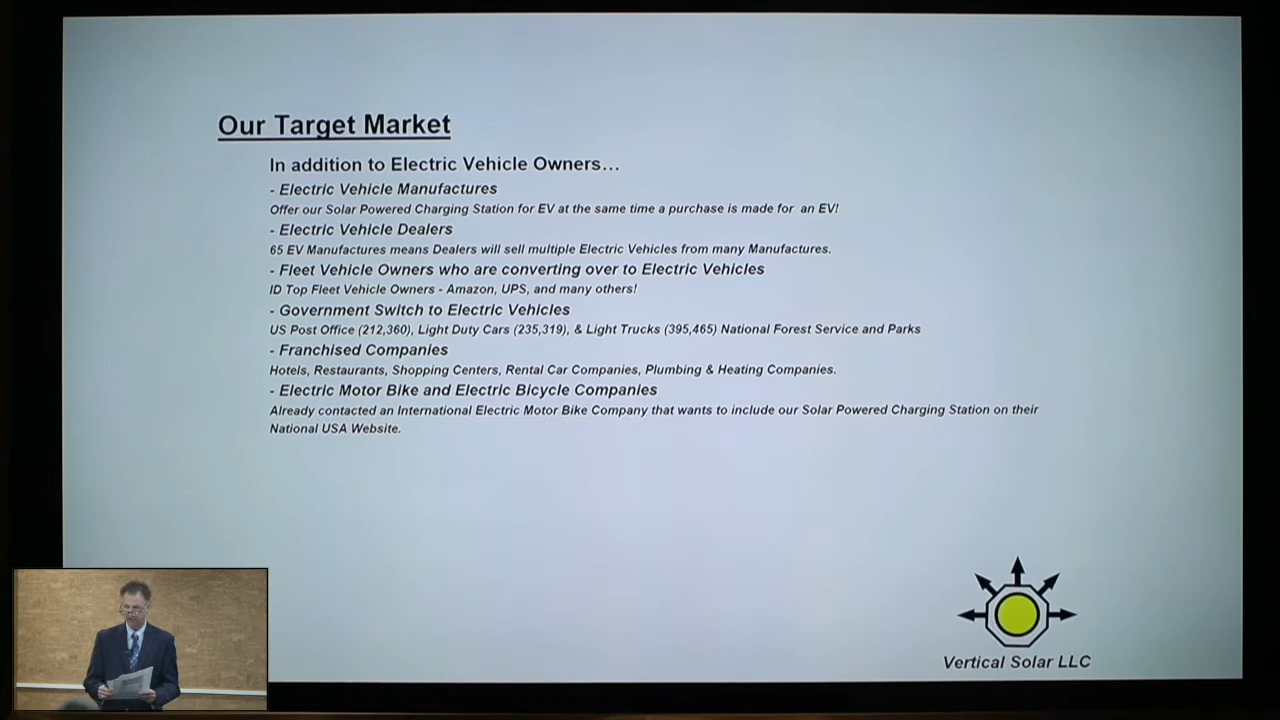 Our Target Market
In addition to Electric Vehicle Owners…
- Electric Vehicle Manufactures
Offer our Solar Powered Charging Station for EV at the same time a purchase is made for an EV!
- Electric Vehicle Dealers
65 EV Manufactures means Dealers will sell multiple Electric Vehicles from many Manufactures.
- Fleet Vehicle Owners who are converting over to Electric Vehicles
ID Top Fleet Vehicle Owners - Amazon, UPS, and many others!
- Government Switch to Electric Vehicles
US Post Office (212,360), Light Duty Cars (235,319), & Light Trucks (395,465) National Forest Service and Parks
- Franchised Companies
Hotels, Restaurants, Shopping Centers, Rental Car Companies, Plumbing & Heating Companies.
- Electric Motor Bike and Electric Bicycle Companies
Already contacted an International Electric Motor Bike Company that wants to include our Solar Powered Charging Station on their
National USA Website.
Vertical Solar LLC